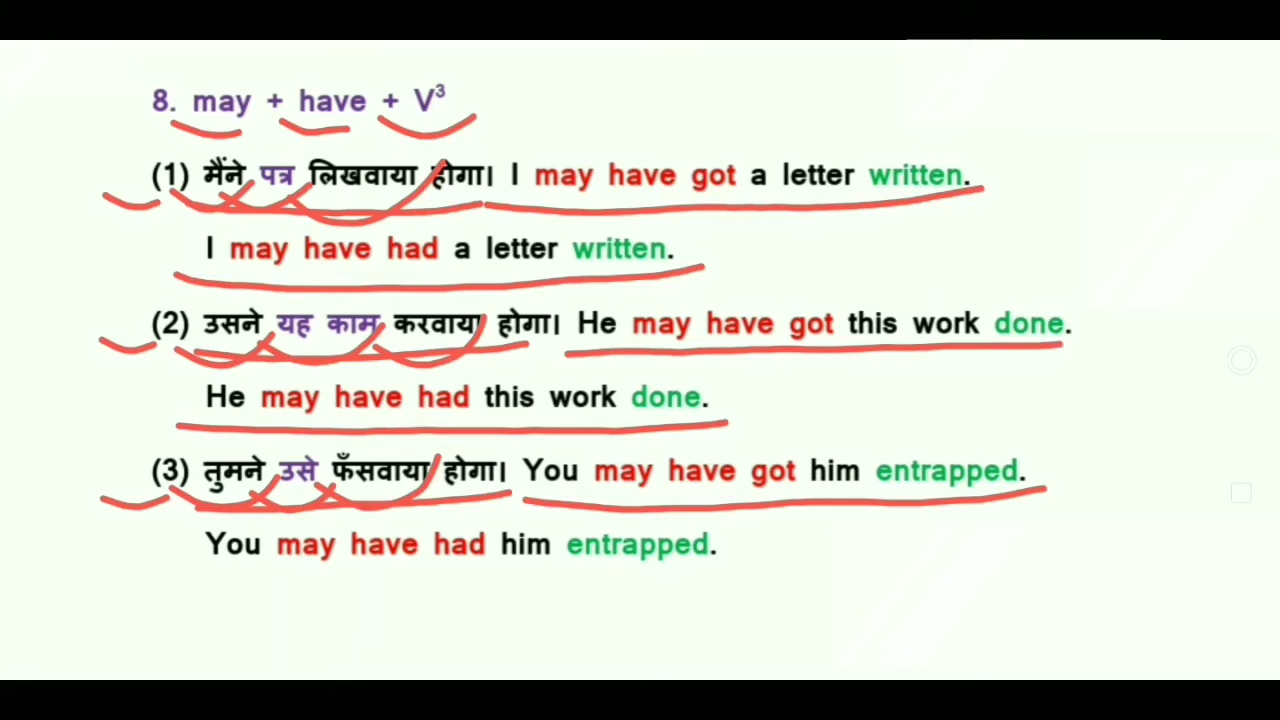 8. may + have + V³
(1) मैंने पत्र लिखवाया होगा। I may have got a letter written.
I may have had a letter written.
(2) उसने यह काम करवाया होगा। He may have got this work done.
He may have had this work done.
(3) तुमने उसे फँसवाया होगा। You may have got him entrapped.
You may have had him entrapped.